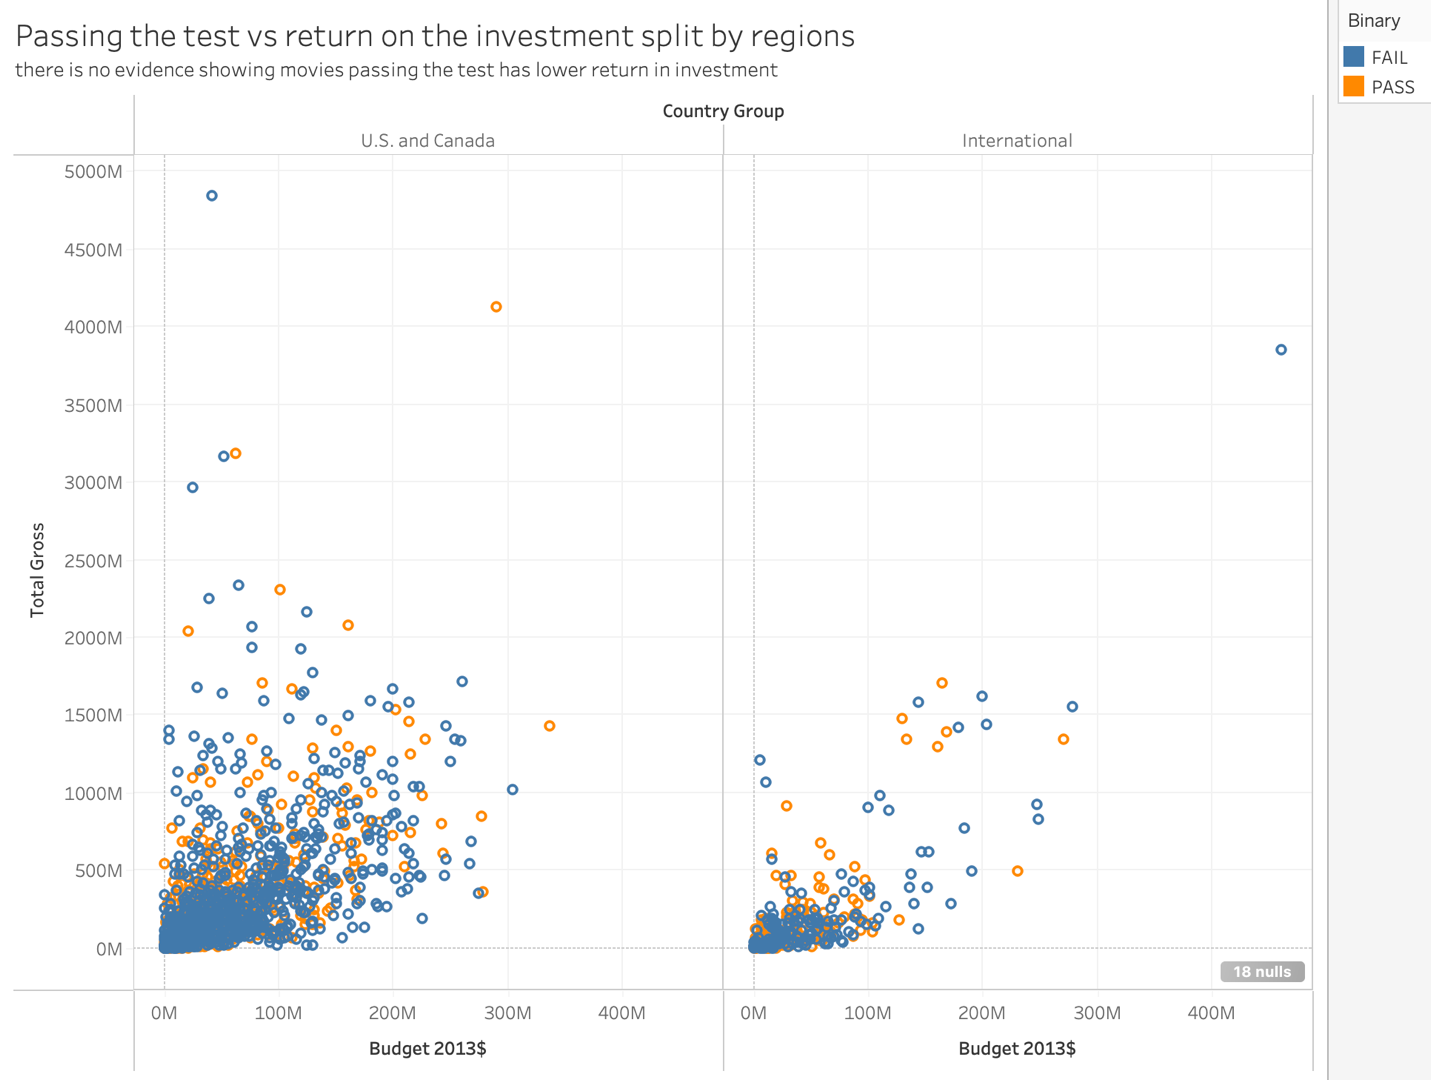 Passing the test vs return on the investment split by regions
there is no evidence showing movies passing the test has lower return in investment
Binary
FAIL
PASS
Country Group
U.S. and Canada
International
Total Gross
5000M
4500M
4000M
3500M
3000M
2500M
2000M
1500M
1000M
500M
0M
18 nulls
0M 100M 200M 300M 400M
0M 100M 200M 300M 400M
Budget 2013$
Budget 2013$